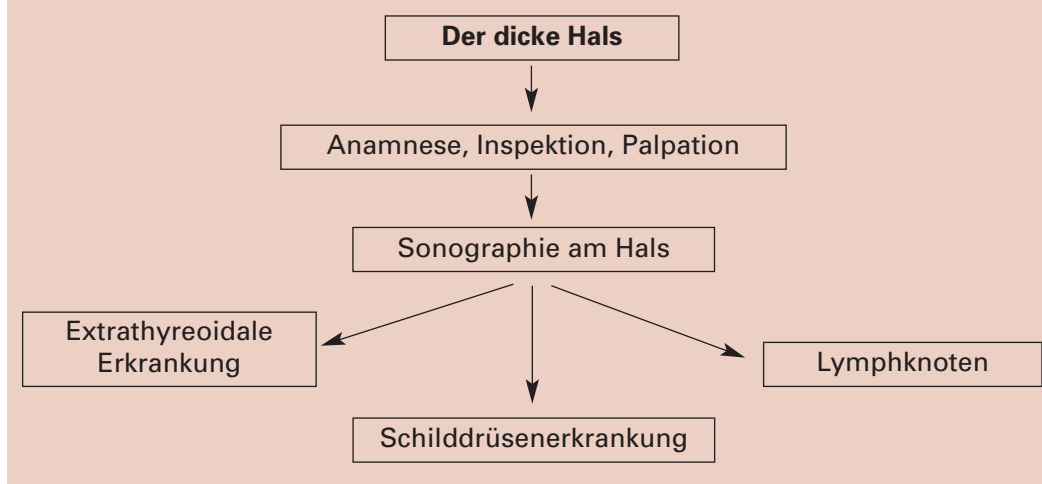 Der dicke Hals
Anamnese, Inspektion, Palpation
Sonographie am Hals
Extrathyreoidale
Erkrankung
Lymphknoten
Schilddrüsenerkrankung